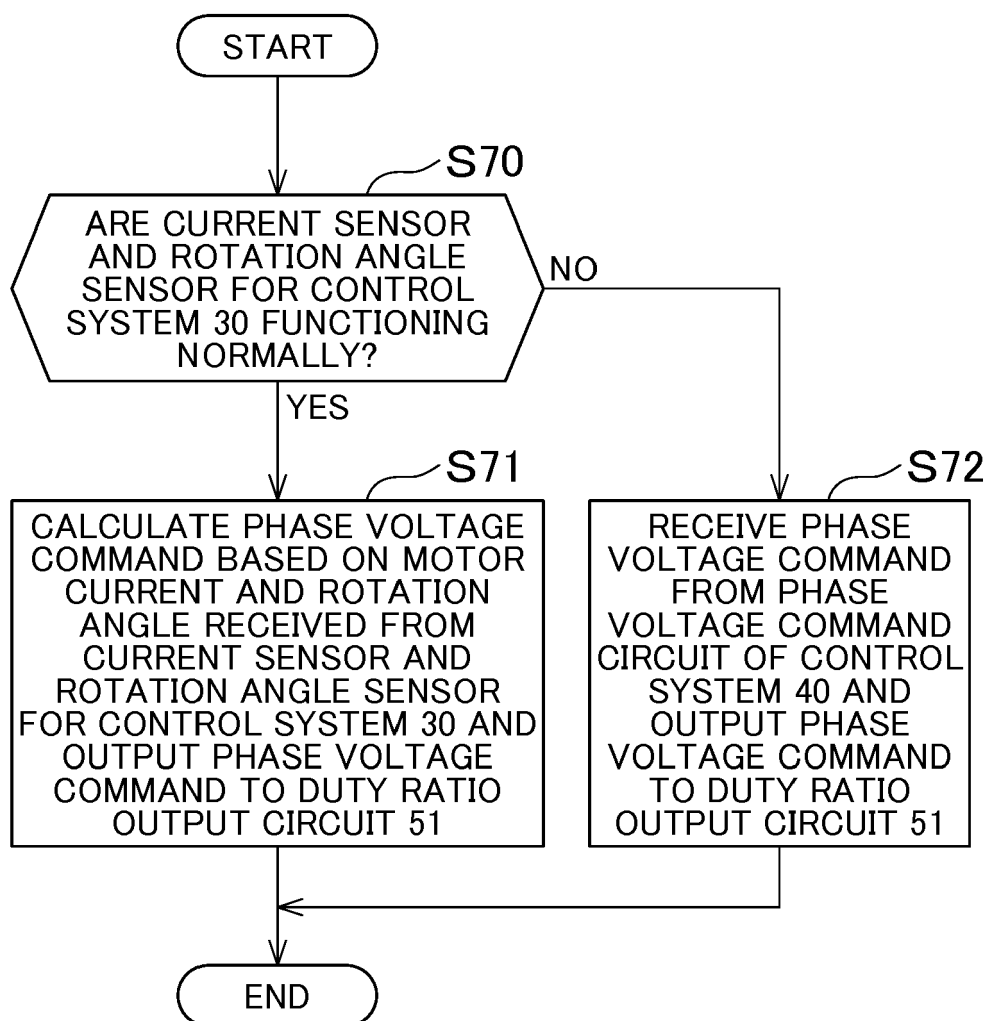 START
S70
ARE CURRENT SENSOR
AND ROTATION ANGLE
SENSOR FOR CONTROL
SYSTEM 30 FUNCTIONING
NORMALLY?
NO
YES
S71
CALCULATE PHASE VOLTAGE
COMMAND BASED ON MOTOR
CURRENT AND ROTATION
ANGLE RECEIVED FROM
CURRENT SENSOR AND
ROTATION ANGLE SENSOR
FOR CONTROL SYSTEM 30 AND
OUTPUT PHASE VOLTAGE
COMMAND TO DUTY RATIO
OUTPUT CIRCUIT 51
S72
RECEIVE PHASE
VOLTAGE COMMAND
FROM PHASE
VOLTAGE COMMAND
CIRCUIT OF CONTROL
SYSTEM 40 AND
OUTPUT PHASE
VOLTAGE COMMAND
TO DUTY RATIO
OUTPUT CIRCUIT 51
END